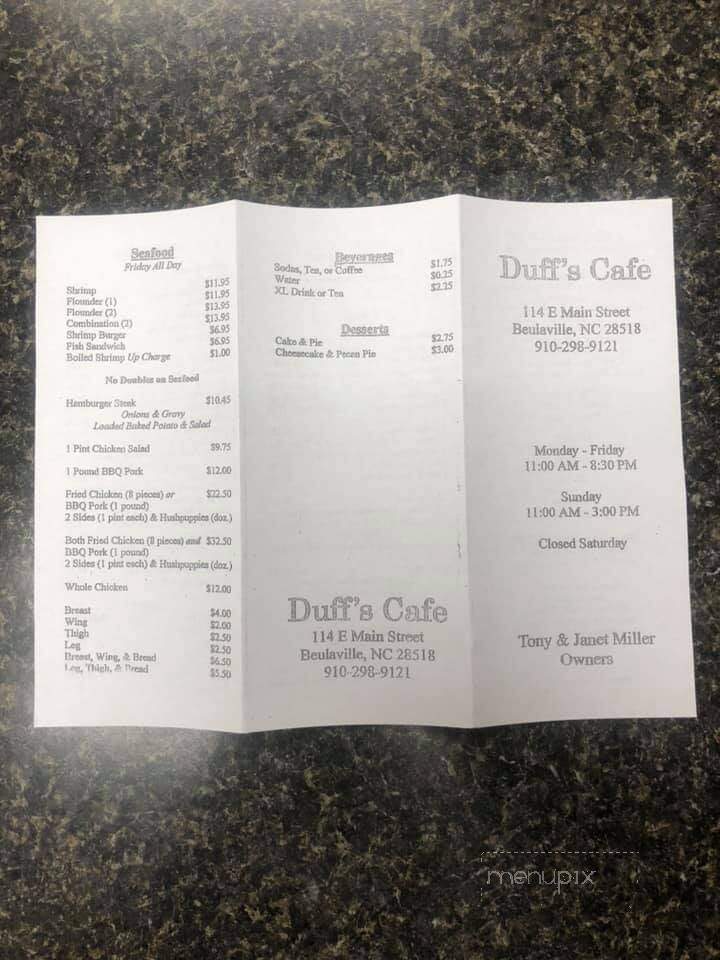 Seafood
Friday All Day
Shrimp $11.95
Flounder (1) $11.95
Flounder (2) $13.95
Combination (2) $13.95
Shrimp Burger $6.95
Fish Sandwich $6.95
Boiled Shrimp Up Charge $1.00
No Doubles on Seafood
Hamburger Steak $10.45
Onions & Gravy
Loaded Baked Potato & Salad
1 Pint Chicken Salad $9.75
1 Pound BBQ Pork $12.00
Fried Chicken (8 pieces) or $22.50
BBQ Pork (1 pound)
2 Sides (1 pint each) & Hushpuppies (doz.)
Both Fried Chicken (8 pieces) and $32.50
BBQ Pork (1 pound)
2 Sides (1 pint each) & Hushpuppies (doz.)
Whole Chicken $12.00
Breast $4.00
Wing $2.00
Thigh $2.50
Leg $2.50
Breast, Wing, & Bread $6.50
Leg, Thigh, & Bread $5.50
Beverages
Sodas, Tea, or Coffee $1.75
Water $0.25
XL Drink or Tea $2.25
Desserts
Cake & Pie $2.75
Cheesecake & Pecan Pie $3.00
Duff's Cafe
114 E Main Street
Beulaville, NC 28518
910-298-9121
Duff's Cafe
114 E Main Street
Beulaville, NC 28518
910-298-9121
Monday - Friday
11:00 AM - 8:30 PM
Sunday
11:00 AM - 3:00 PM
Closed Saturday
Tony & Janet Miller
Owners
menupix